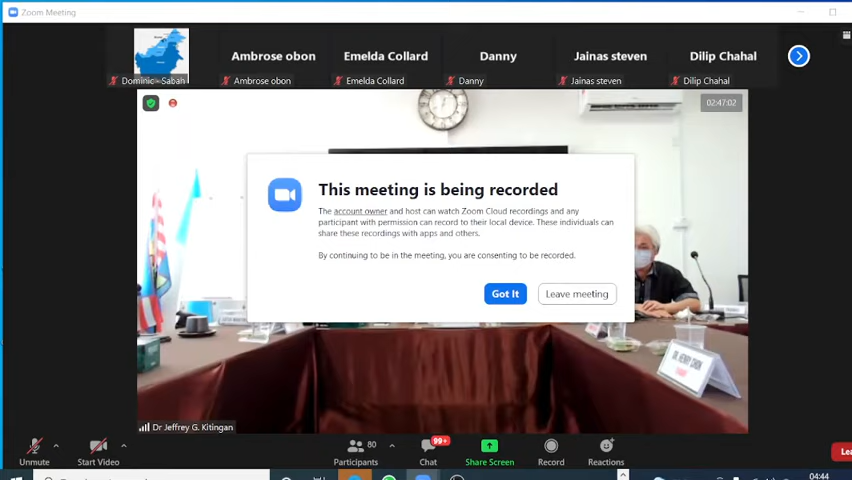 Zoom Meeting
Ambrose obon
Emelda Collard
Danny
Jainas steven
Dilip Chahal
Dominic - Sabah
Ambrose obon
Emelda Collard
Danny
Jainas steven
Dilip Chahal
02:47:02
This meeting is being recorded
The account owner and host can watch Zoom Cloud recordings and any
participant with permission can record to their local device. These individuals can
share these recordings with apps and others.
By continuing to be in the meeting, you are consenting to be recorded.
Got It
Leave meeting
Dr Jeffrey G. Kitingan
Unmute
Start Video
80
Participants
99+
Chat
Share Screen
Record
Reactions
Lea
04:44